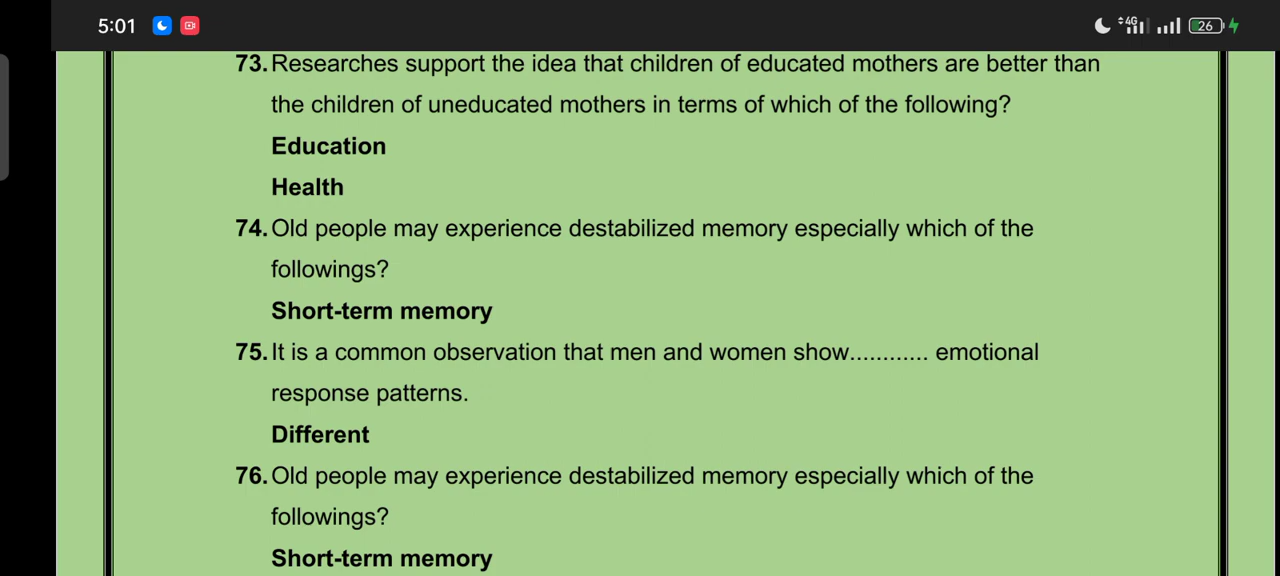 5:01
4G
26
73. Researches support the idea that children of educated mothers are better than
the children of uneducated mothers in terms of which of the following?
Education
Health
74. Old people may experience destabilized memory especially which of the
followings?
Short-term memory
75. It is a common observation that men and women show............ emotional
response patterns.
Different
76. Old people may experience destabilized memory especially which of the
followings?
Short-term memory